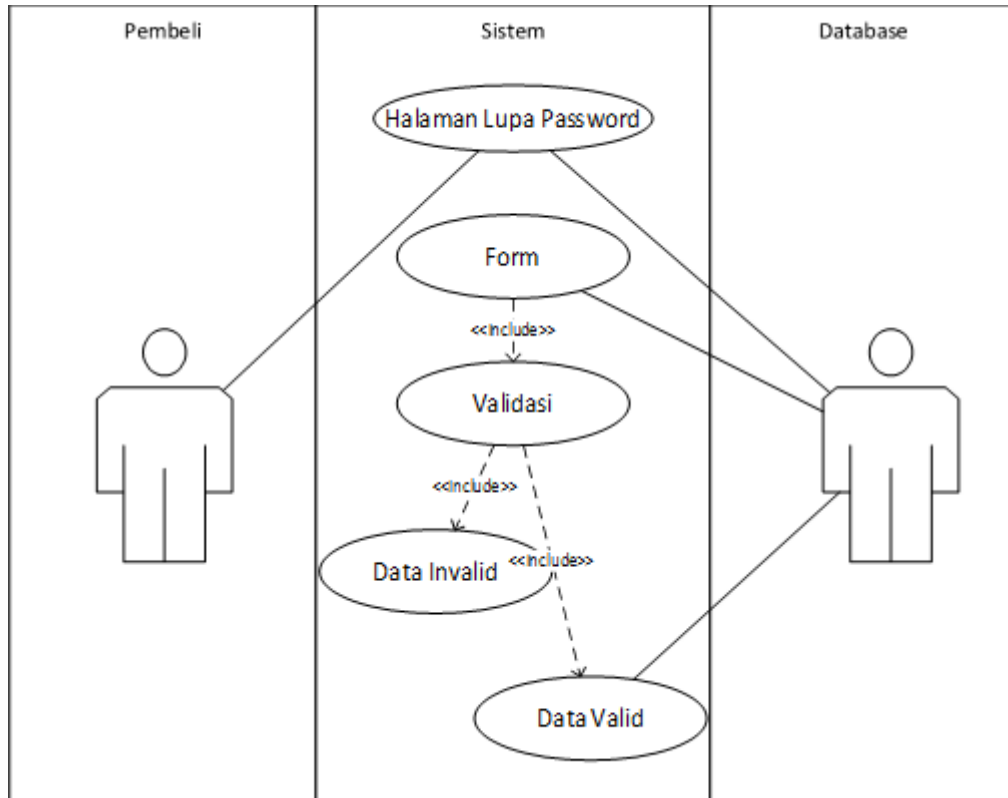 Pembeli
Sistem
Database
Halaman Lupa Password
Form
<<include>>
Validasi
<<include>>
Data Invalid
<<include>>
Data Valid